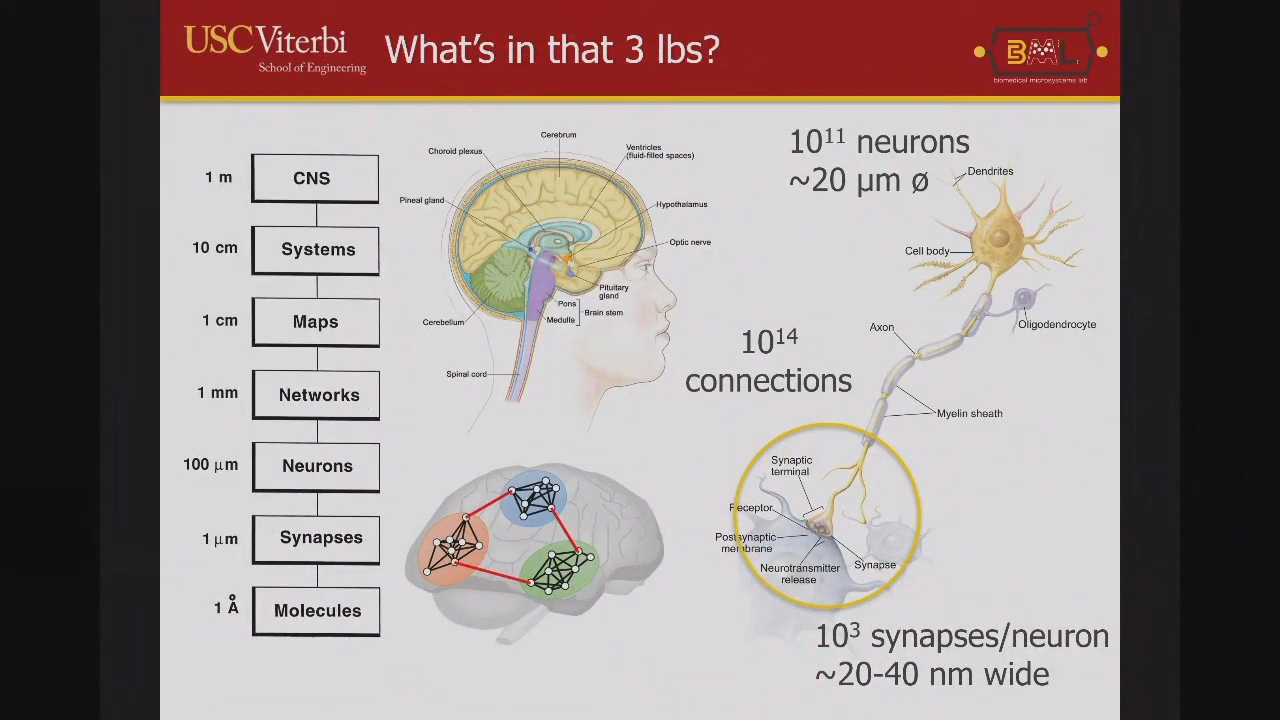 USC Viterbi
School of Engineering
What's in that 3 lbs?
BML
biomedical microsystems lab
1 m
CNS
10 cm
Systems
1 cm
Maps
1 mm
Networks
100 μm
Neurons
1 μm
Synapses
1 Å
Molecules
Cerebrum
Choroid plexus
Ventricles
(fluid-filled spaces)
Pineal gland
Hypothalamus
Optic nerve
Pituitary
gland
Pons
Brain stem
Medulle
Cerebellum
Spinal cord
10¹¹ neurons
~20 µm ø
Dendrites
Cell body
Oligodendrocyte
Axon
Myelin sheath
10¹⁴
connections
Synaptic
terminal
Receptor
Postsynaptic
membrane
Neurotransmitter
release
Synapse
10³ synapses/neuron
~20-40 nm wide